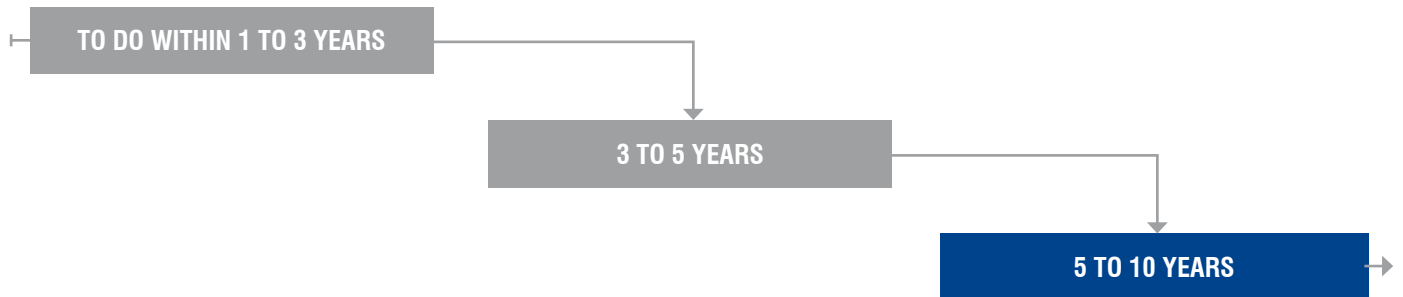 TO DO WITHIN 1 TO 3 YEARS
3 TO 5 YEARS
5 TO 10 YEARS